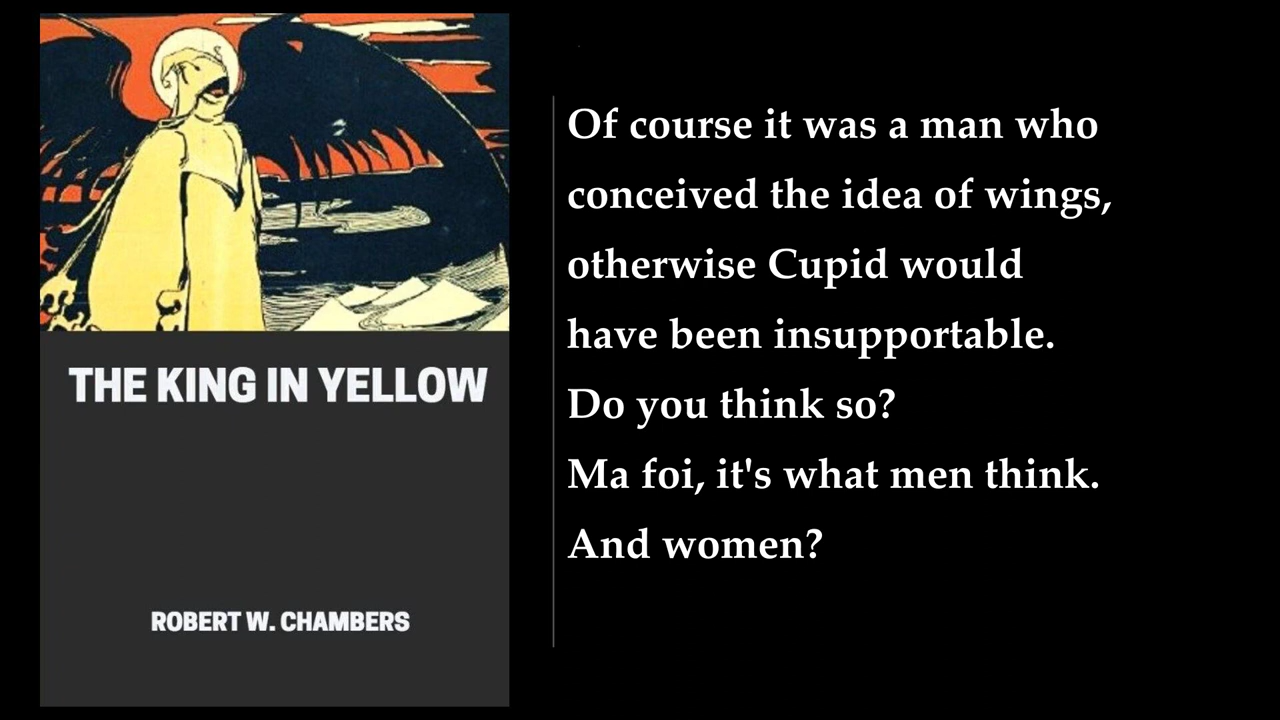 THE KING IN YELLOW
ROBERT W. CHAMBERS
Of course it was a man who
conceived the idea of wings,
otherwise Cupid would
have been insupportable.
Do you think so?
Ma foi, it's what men think.
And women?